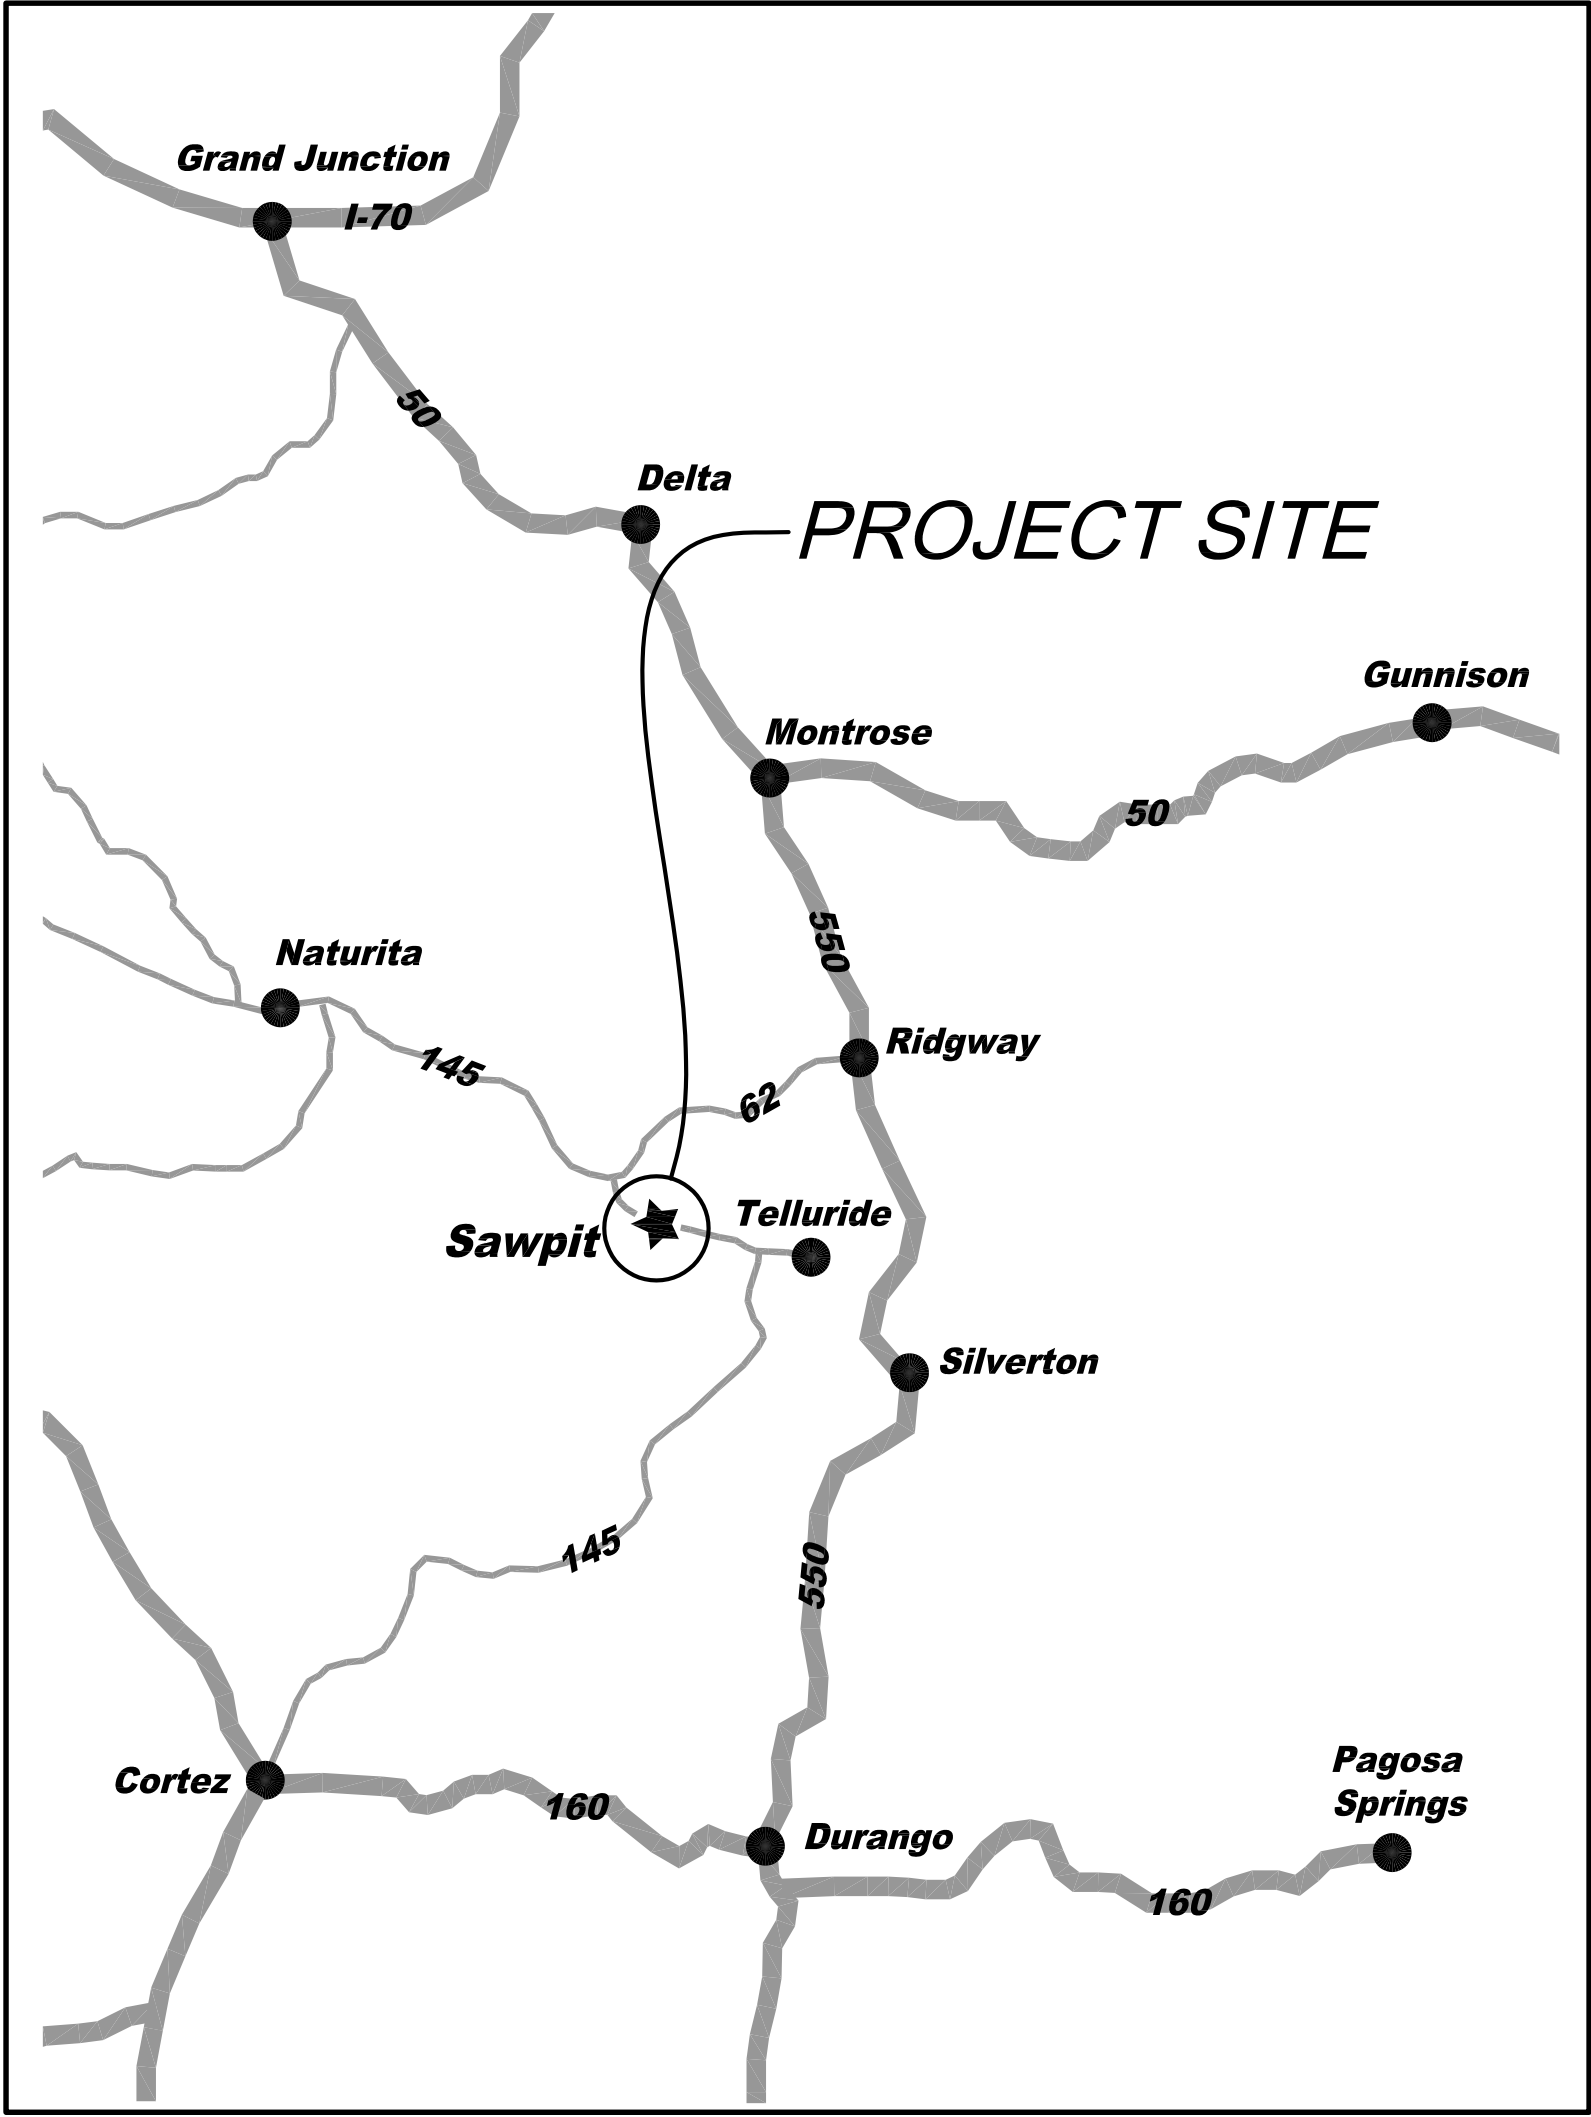 Grand Junction
I-70
50
Delta
PROJECT SITE
Gunnison
Montrose
50
550
Naturita
Ridgway
145
62
Telluride
Sawpit
Silverton
145
550
Pagosa
Springs
Cortez
160
Durango
160